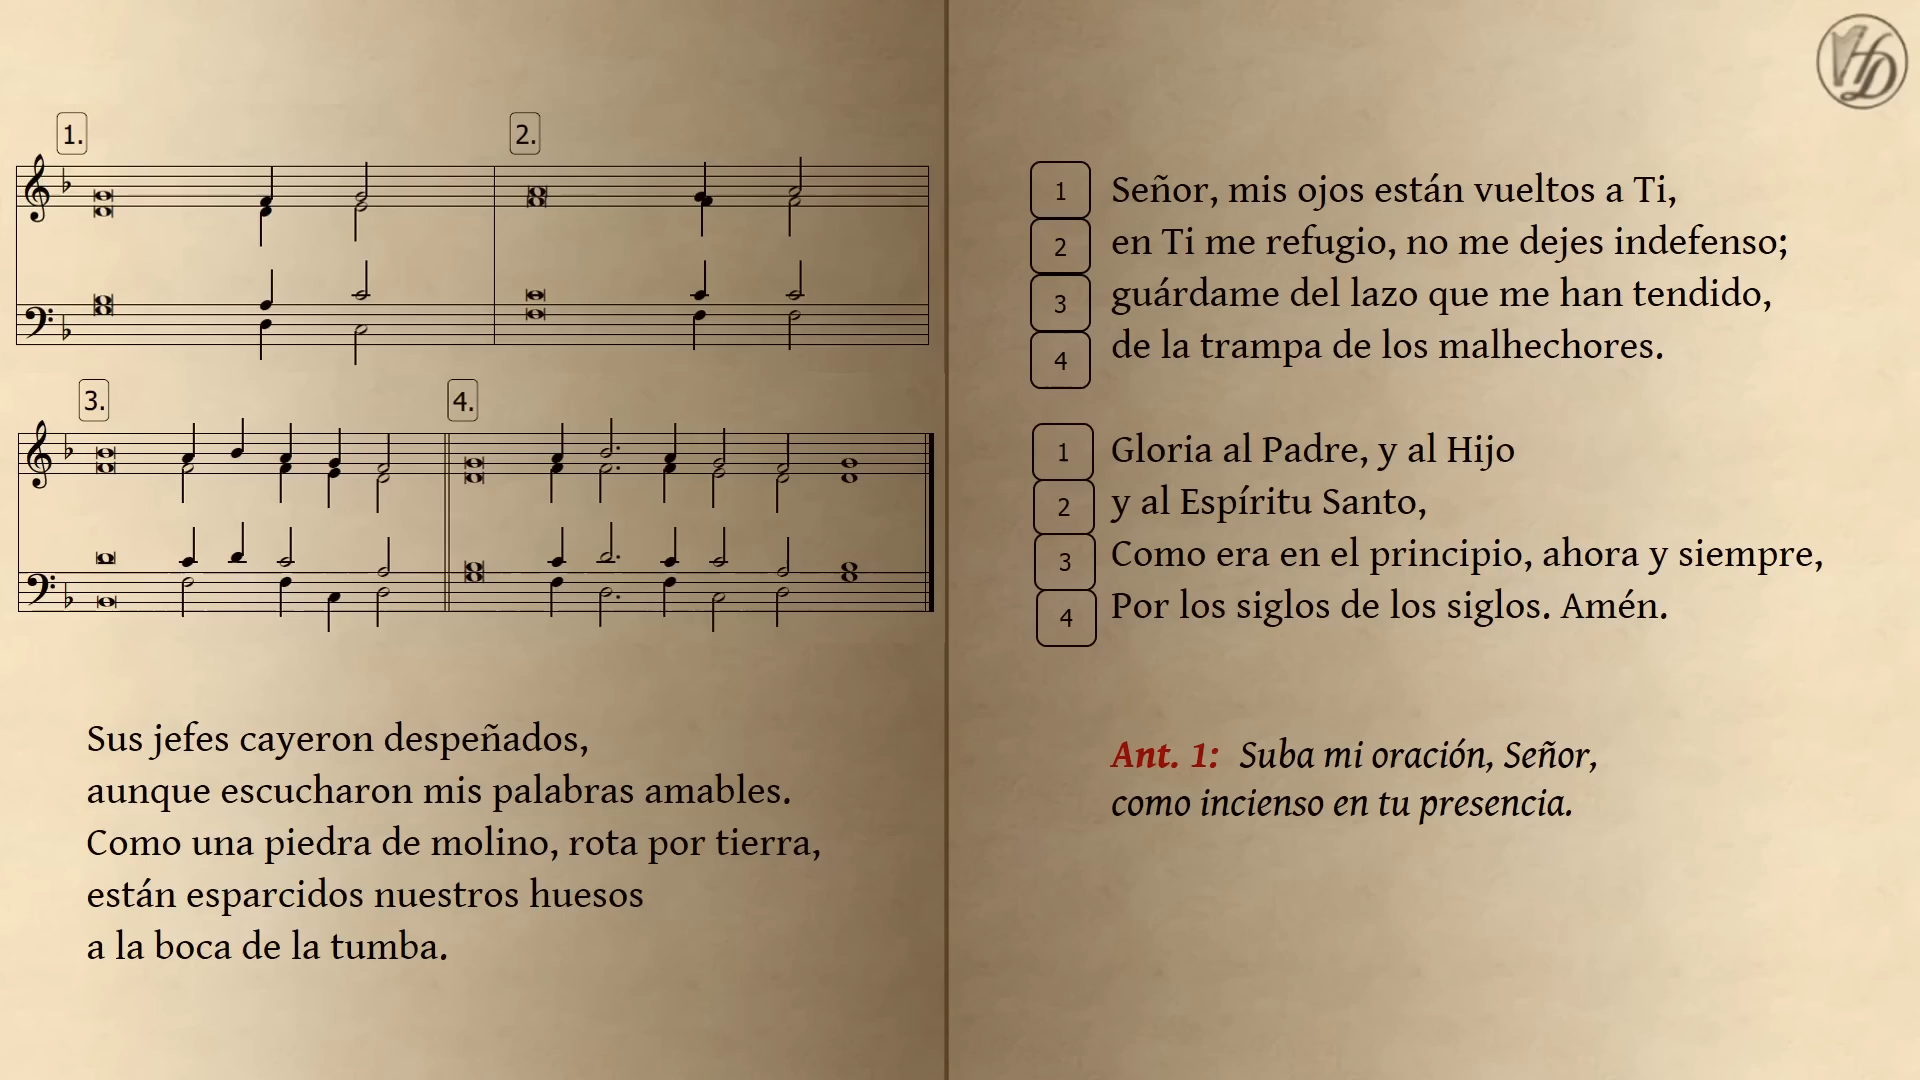 1.
2.
3.
4.
Sus jefes cayeron despeñados,
aunque escucharon mis palabras amables.
Como una piedra de molino, rota por tierra,
están esparcidos nuestros huesos
a la boca de la tumba.
HD
1 Señor, mis ojos están vueltos a Ti,
2 en Ti me refugio, no me dejes indefenso;
3 guárdame del lazo que me han tendido,
4 de la trampa de los malhechores.
1 Gloria al Padre, y al Hijo
2 y al Espíritu Santo,
3 Como era en el principio, ahora y siempre,
4 Por los siglos de los siglos. Amén.
Ant. 1: Suba mi oración, Señor,
como incienso en tu presencia.